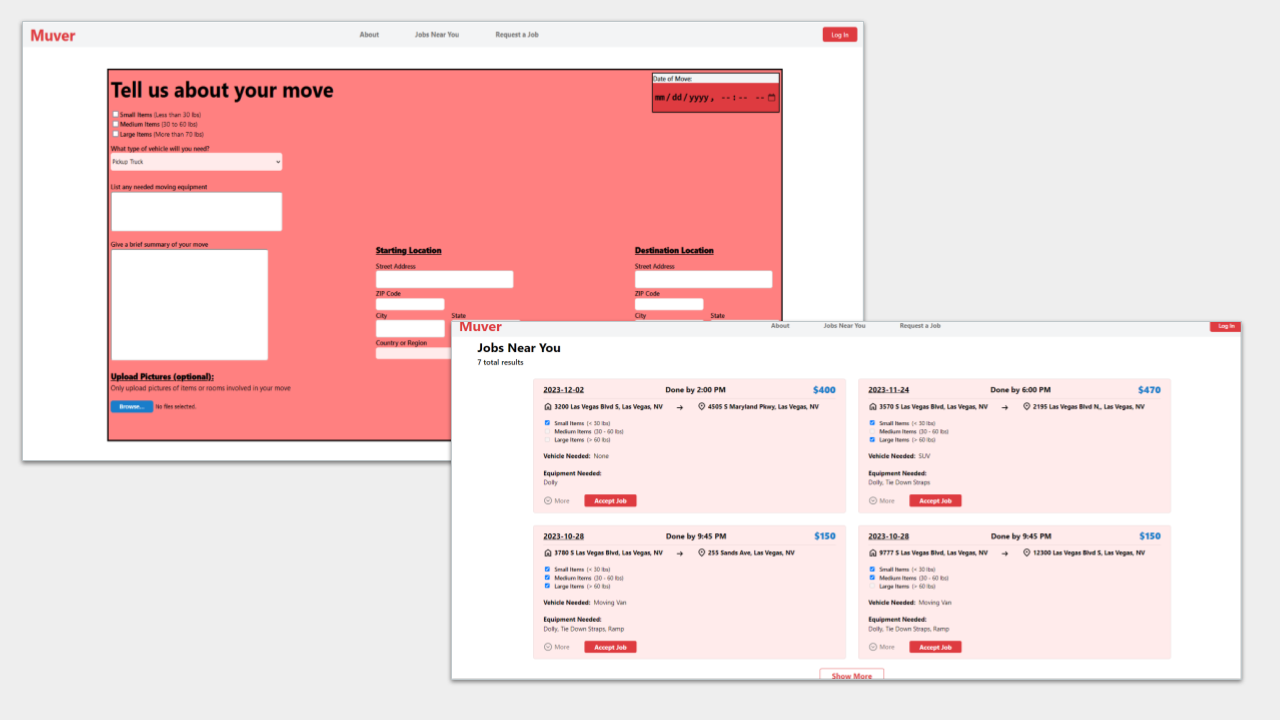 Muver
About
Jobs Near You
Request a Job
Log In
Tell us about your move
Date of Move:
mm/dd/yyyy, --:-- --
Small Items (Less than 30 lbs)
Medium Items (30 to 60 lbs)
Large Items (More than 70 lbs)
What type of vehicle will you need?
Pickup Truck
List any needed moving equipment
Give a brief summary of your move
Starting Location
Street Address
ZIP Code
City State
Country or Region
Destination Location
Street Address
ZIP Code
City State
Upload Pictures (optional):
Only upload pictures of items or rooms involved in your move
Browse... No files selected.
Muver
About
Jobs Near You
Request a Job
Log In
Jobs Near You
7 total results
2023-12-02 Done by 2:00 PM $400
3200 Las Vegas Blvd S, Las Vegas, NV → 4505 S Maryland Pkwy, Las Vegas, NV
Small Items (< 30 lbs)
Medium Items (30 - 60 lbs)
Large Items (> 60 lbs)
Vehicle Needed: None
Equipment Needed:
Dolly
More Accept Job
2023-11-24 Done by 6:00 PM $470
3570 S Las Vegas Blvd, Las Vegas, NV → 2195 Las Vegas Blvd N,, Las Vegas, NV
Small Items (< 30 lbs)
Medium Items (30 - 60 lbs)
Large Items (> 60 lbs)
Vehicle Needed: SUV
Equipment Needed:
Dolly, Tie Down Straps
More Accept Job
2023-10-28 Done by 9:45 PM $150
3780 S Las Vegas Blvd, Las Vegas, NV → 255 Sands Ave, Las Vegas, NV
Small Items (< 30 lbs)
Medium Items (30 - 60 lbs)
Large Items (> 60 lbs)
Vehicle Needed: Moving Van
Equipment Needed:
Dolly, Tie Down Straps, Ramp
More Accept Job
2023-10-28 Done by 9:45 PM $150
9777 S Las Vegas Blvd, Las Vegas, NV → 12300 Las Vegas Blvd S, Las Vegas, NV
Small Items (< 30 lbs)
Medium Items (30 - 60 lbs)
Large Items (> 60 lbs)
Vehicle Needed: Moving Van
Equipment Needed:
Dolly, Tie Down Straps, Ramp
More Accept Job
Show More